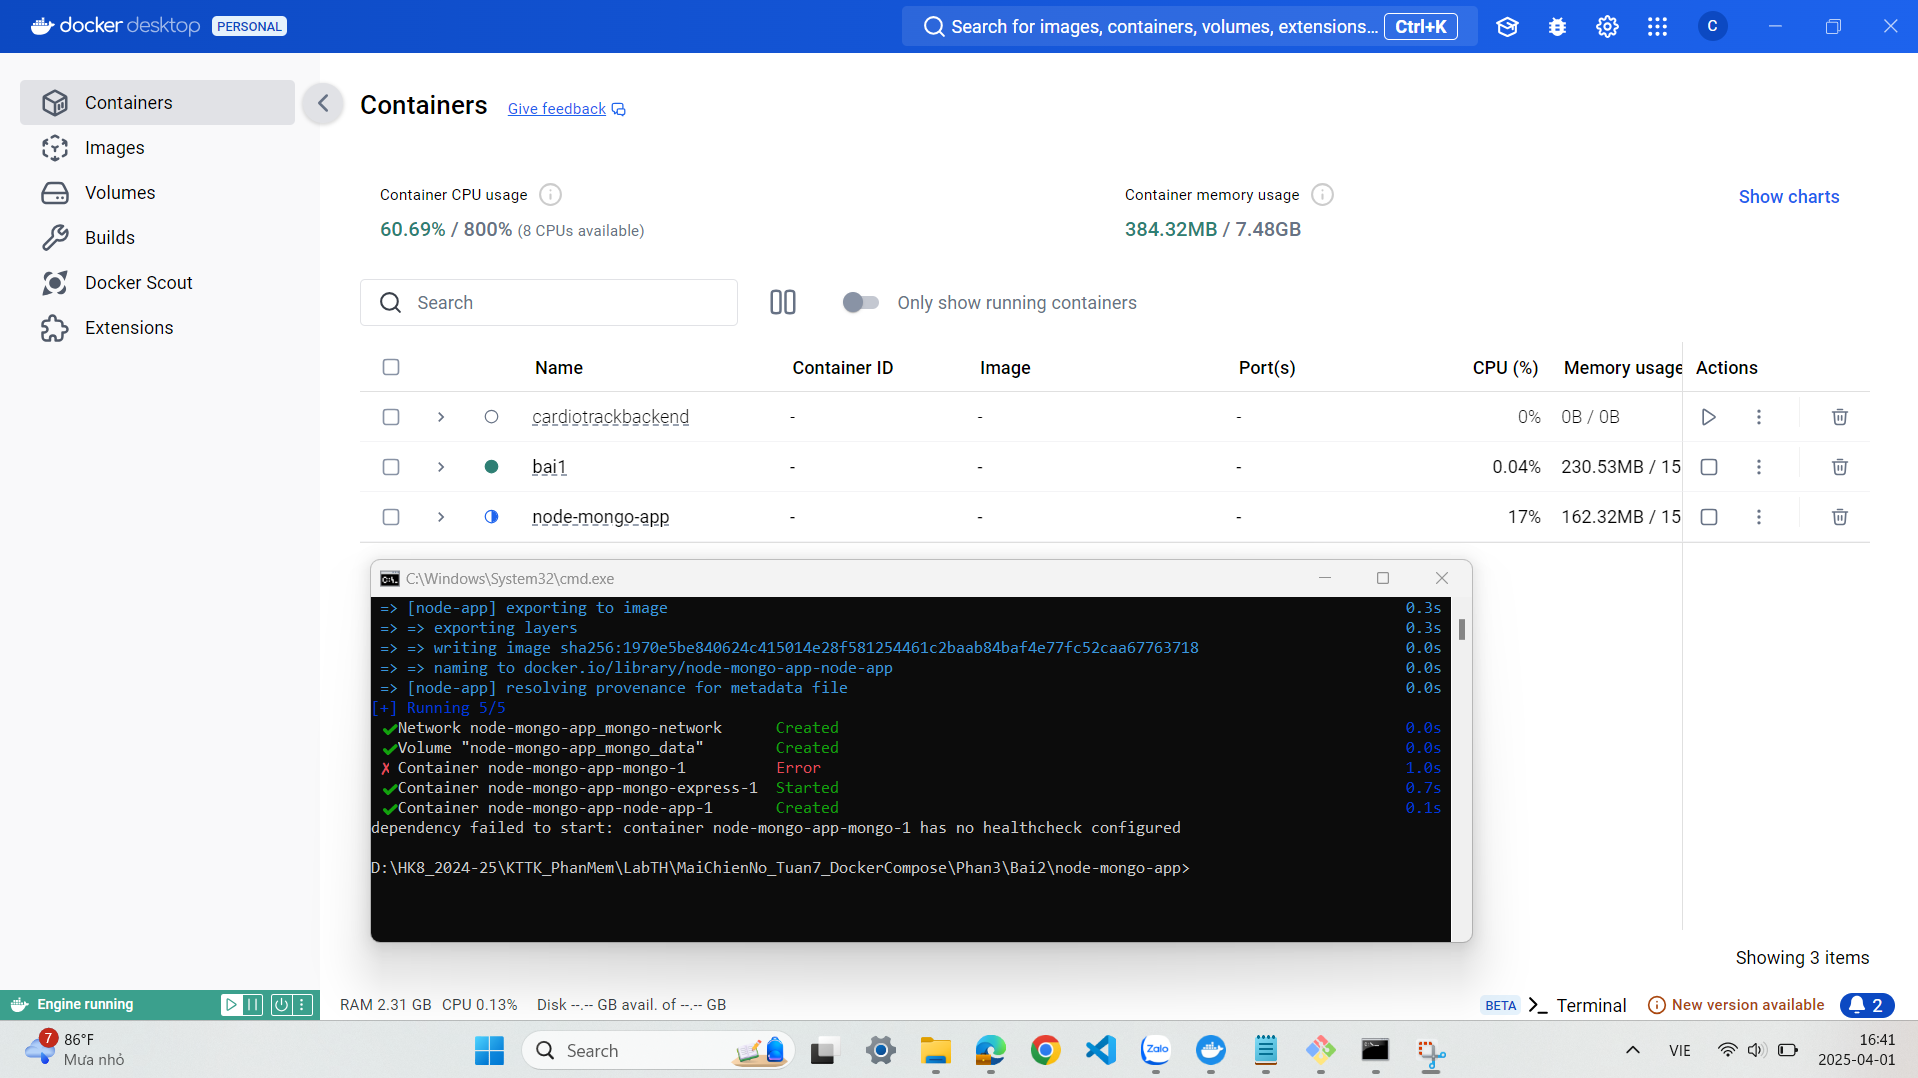 docker desktop PERSONAL
Search for images, containers, volumes, extensions... Ctrl+K
C
Containers
Images
Volumes
Builds
Docker Scout
Extensions
Containers Give feedback
Container CPU usage
60.69% / 800% (8 CPUs available)
Container memory usage
384.32MB / 7.48GB
Show charts
Search
Only show running containers
Name Container ID Image Port(s) CPU (%) Memory usage Actions
cardiotrackbackend - - - 0% 0B / 0B
bai1 - - - 0.04% 230.53MB / 15
node-mongo-app - - - 17% 162.32MB / 15
C:\Windows\System32\cmd.exe
=> [node-app] exporting to image 0.3s
=> => exporting layers 0.3s
=> => writing image sha256:1970e5be840624c415014e28f581254461c2baab84baf4e77fc52caa67763718 0.0s
=> => naming to docker.io/library/node-mongo-app-node-app 0.0s
=> [node-app] resolving provenance for metadata file 0.0s
[+] Running 5/5
✔Network node-mongo-app_mongo-network Created 0.0s
✔Volume "node-mongo-app_mongo_data" Created 0.0s
✗ Container node-mongo-app-mongo-1 Error 1.0s
✔Container node-mongo-app-mongo-express-1 Started 0.7s
✔Container node-mongo-app-node-app-1 Created 0.1s
dependency failed to start: container node-mongo-app-mongo-1 has no healthcheck configured
D:\HK8_2024-25\KTTK_PhanMem\LabTH\MaiChienNo_Tuan7_DockerCompose\Phan3\Bai2\node-mongo-app>
Showing 3 items
Engine running
RAM 2.31 GB CPU 0.13% Disk --.-- GB avail. of --.-- GB
BETA >_ Terminal
New version available
2
7
86°F
Mưa nhỏ
Search
Zalo
VIE
16:41
2025-04-01